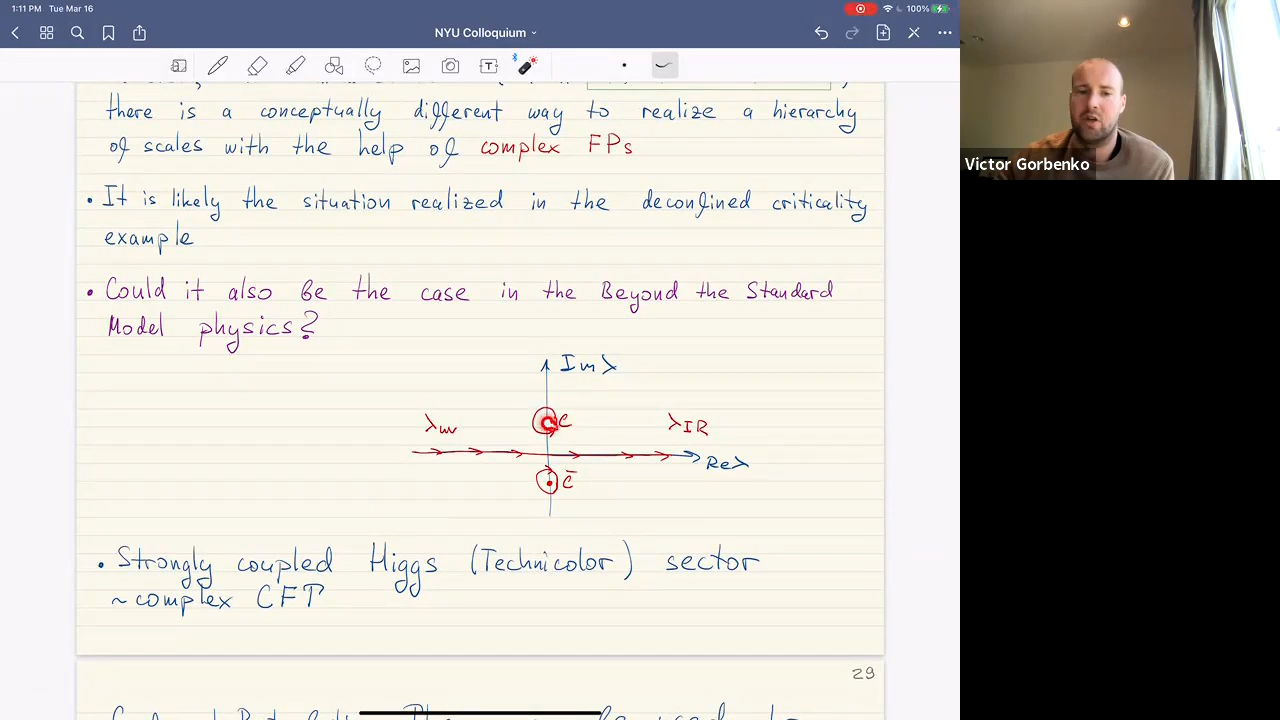 1:11 PM Tue Mar 16
100%
NYU Colloquium
there is a conceptually different way to realize a hierarchy
of scales with the help of complex FPs
• It is likely the situation realized in the deconfined criticality
example
• Could it also be the case in the Beyond the Standard
Model physics?
Im λ
λuv
C
λIR
Re λ
C̄
• Strongly coupled Higgs (Technicolor) sector
~ complex CFT
29
Victor Gorbenko